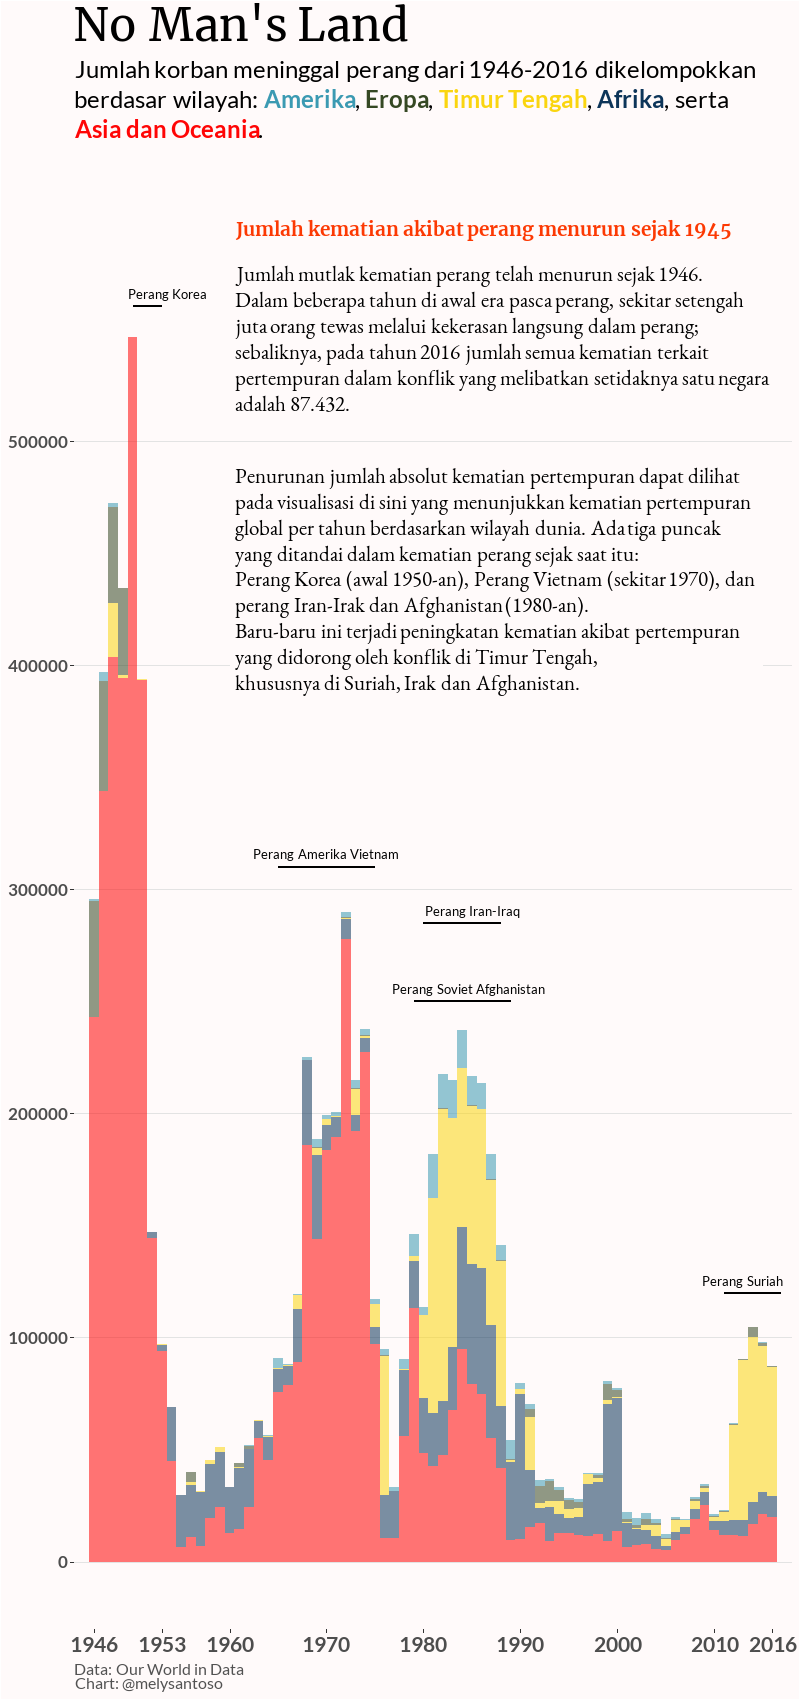 No Man's Land
Jumlah korban meninggal perang dari 1946-2016 dikelompokkan
berdasar wilayah: Amerika, Eropa, Timur Tengah, Afrika, serta
Asia dan Oceania.
Jumlah kematian akibat perang menurun sejak 1945
Jumlah mutlak kematian perang telah menurun sejak 1946.
Dalam beberapa tahun di awal era pasca perang, sekitar setengah
juta orang tewas melalui kekerasan langsung dalam perang;
sebaliknya, pada tahun 2016 jumlah semua kematian terkait
pertempuran dalam konflik yang melibatkan setidaknya satu negara
adalah 87.432.
Penurunan jumlah absolut kematian pertempuran dapat dilihat
pada visualisasi di sini yang menunjukkan kematian pertempuran
global per tahun berdasarkan wilayah dunia. Ada tiga puncak
yang ditandai dalam kematian perang sejak saat itu:
Perang Korea (awal 1950-an), Perang Vietnam (sekitar 1970), dan
perang Iran-Irak dan Afghanistan (1980-an).
Baru-baru ini terjadi peningkatan kematian akibat pertempuran
yang didorong oleh konflik di Timur Tengah,
khususnya di Suriah, Irak dan Afghanistan.
Perang Korea
Perang Amerika Vietnam
Perang Iran-Iraq
Perang Soviet Afghanistan
Perang Suriah
500000
400000
300000
200000
100000
0
1946 1953 1960 1970 1980 1990 2000 2010 2016
Data: Our World in Data
Chart: @melysantoso